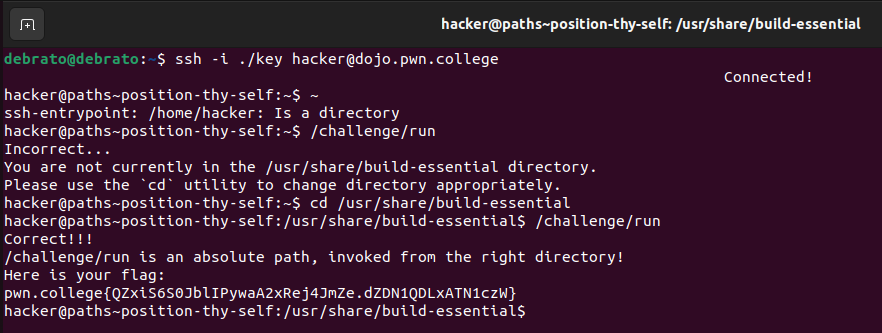 hacker@paths~position-thy-self: /usr/share/build-essential
debrato@debrato:~$ ssh -i ./key hacker@dojo.pwn.college
Connected!
hacker@paths~position-thy-self:~$ ~
ssh-entrypoint: /home/hacker: Is a directory
hacker@paths~position-thy-self:~$ /challenge/run
Incorrect...
You are not currently in the /usr/share/build-essential directory.
Please use the `cd` utility to change directory appropriately.
hacker@paths~position-thy-self:~$ cd /usr/share/build-essential
hacker@paths~position-thy-self:/usr/share/build-essential$ /challenge/run
Correct!!!
/challenge/run is an absolute path, invoked from the right directory!
Here is your flag:
pwn.college{QZxiS6S0JblIPywaA2xRej4JmZe.dZDN1QDLxATN1czW}
hacker@paths~position-thy-self:/usr/share/build-essential$